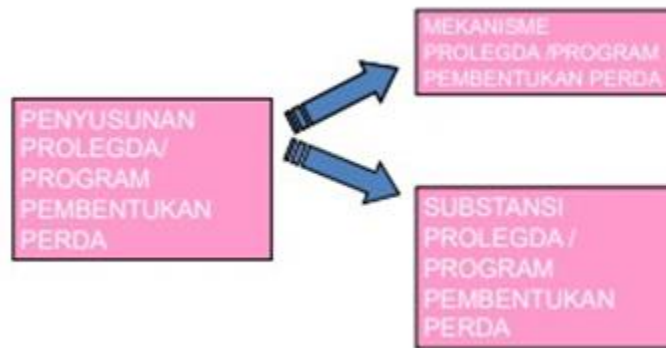 PENYUSUNAN
PROLEGDA/
PROGRAM
PEMBENTUKAN
PERDA
MEKANISME
PROLEGDA /PROGRAM
PEMBENTUKAN PERDA
SUBSTANSI
PROLEGDA /
PROGRAM
PEMBENTUKAN
PERDA